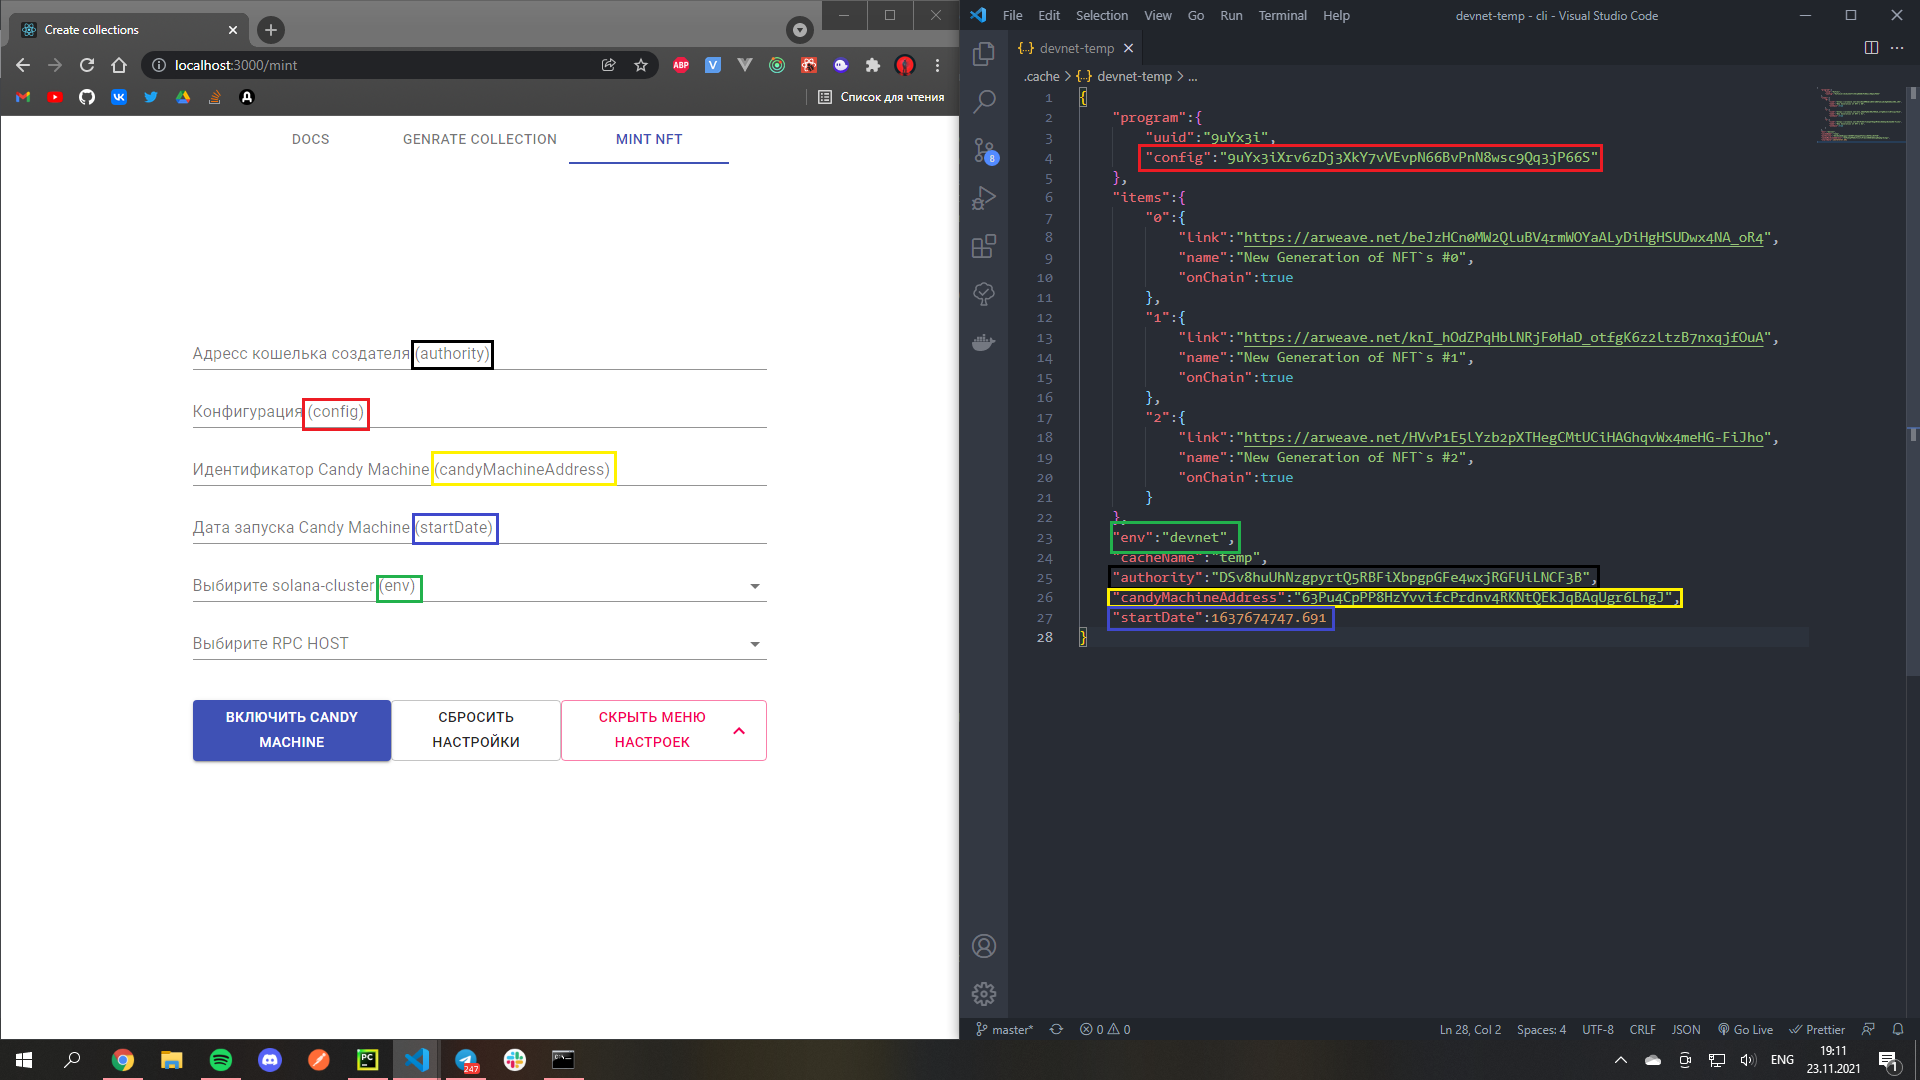 Create collections
localhost:3000/mint
ABP
Список для чтения
DOCS
GENRATE COLLECTION
MINT NFT
Адресс кошелька создателя (authority)
Конфигурация (config)
Идентификатор Candy Machine (candyMachineAddress)
Дата запуска Candy Machine (startDate)
Выбирите solana-cluster (env)
Выбирите RPC HOST
ВКЛЮЧИТЬ CANDY MACHINE
СБРОСИТЬ НАСТРОЙКИ
СКРЫТЬ МЕНЮ НАСТРОЕК
File Edit Selection View Go Run Terminal Help
devnet-temp - cli - Visual Studio Code
{..} devnet-temp
.cache > {..} devnet-temp > ...
1 {
2 "program":{
3 "uuid":"9uYx3i",
4 "config":"9uYx3iXrv6zDj3XkY7vVEvpN66BvPnN8wsc9Qq3jP66S"
5 },
6 "items":{
7 "0":{
8 "link":"https://arweave.net/beJzHCn0MW2QLuBV4rmWOYaALyDiHgHSUDwx4NA_oR4",
9 "name":"New Generation of NFT`s #0",
10 "onChain":true
11 },
12 "1":{
13 "link":"https://arweave.net/knI_hOdZPqHblNRjF0HaD_otfgK6z2ltzB7nxqjfOuA",
14 "name":"New Generation of NFT`s #1",
15 "onChain":true
16 },
17 "2":{
18 "link":"https://arweave.net/HVvP1E5lYzb2pXTHegCMtUCiHAGhqvWx4meHG-FiJho",
19 "name":"New Generation of NFT`s #2",
20 "onChain":true
21 }
22 },
23 "env":"devnet",
24 "cacheName":"temp",
25 "authority":"DSv8huUhNzgpyrtQ5RBFiXbpgpGFe4wxjRGFUiLNCF3B",
26 "candyMachineAddress":"63Pu4CpPP8HzYvvifcPrdnv4RKNtQEkJqBAqUgr6LhgJ",
27 "startDate":1637674747.691
28 }
8
master* 0 0
Ln 28, Col 2 Spaces: 4 UTF-8 CRLF JSON Go Live Prettier
PC
247
ENG
19:11
23.11.2021
1